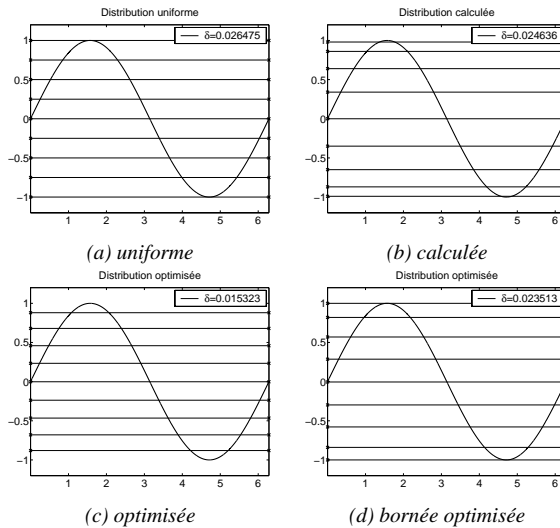 Distribution uniforme
δ=0.026475
1
0.5
0
−0.5
−1
1 2 3 4 5 6
(a) uniforme
Distribution calculée
δ=0.024636
1
0.5
0
−0.5
−1
1 2 3 4 5 6
(b) calculée
Distribution optimisée
δ=0.015323
1
0.5
0
−0.5
−1
1 2 3 4 5 6
(c) optimisée
Distribution optimisée
δ=0.023513
1
0.5
0
−0.5
−1
1 2 3 4 5 6
(d) bornée optimisée